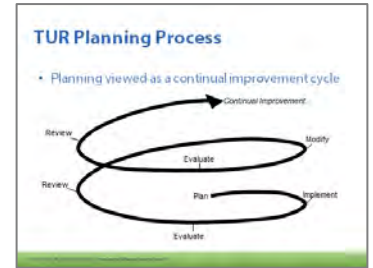 TUR Planning Process
• Planning viewed as a continual improvement cycle
Continual Improvement
Review
Modify
Evaluate
Review
Plan
Implement
Evaluate